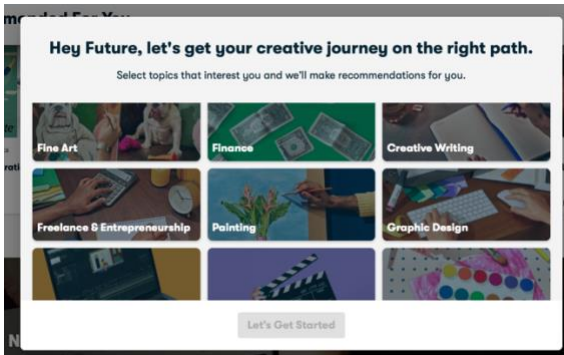 Hey Future, let's get your creative journey on the right path.
Select topics that interest you and we'll make recommendations for you.
Fine Art
Finance
Creative Writing
Freelance & Entrepreneurship
Painting
Graphic Design
Let's Get Started